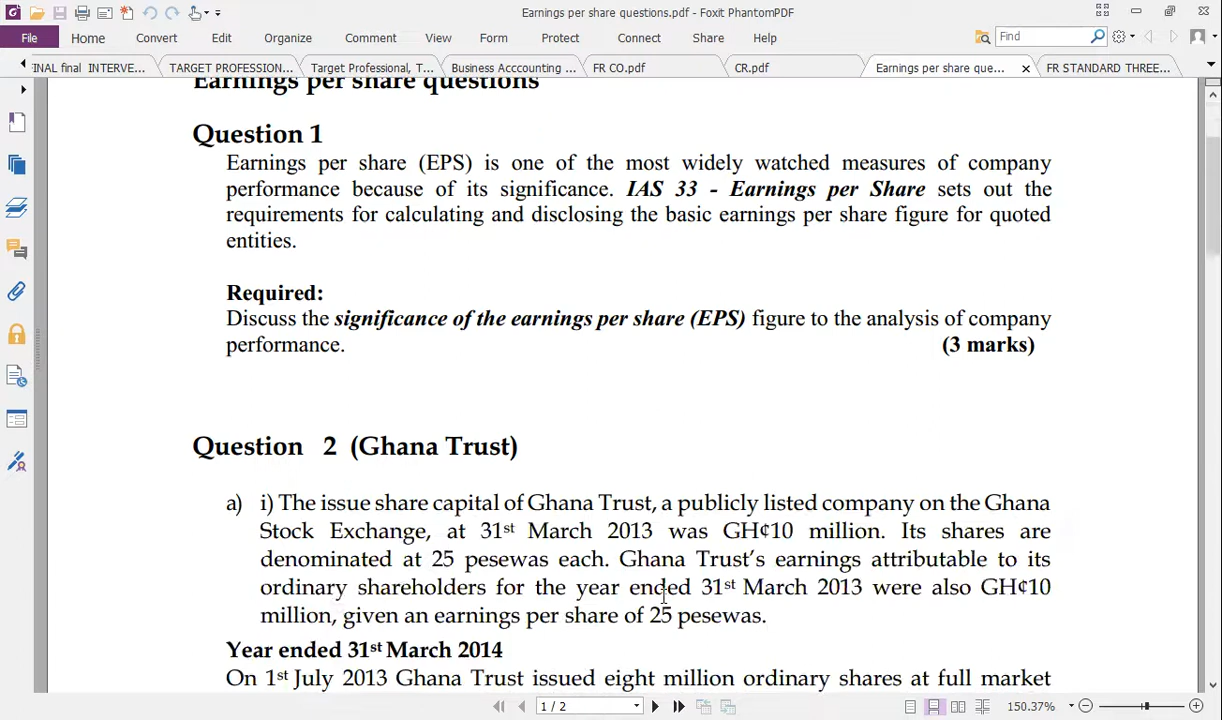 Earnings per share questions.pdf - Foxit PhantomPDF
File Home Convert Edit Organize Comment View Form Protect Connect Share Help Find
INAL final INTERVE... TARGET PROFESSION... Target Professional, T... Business Acccounting ... FR CO.pdf CR.pdf Earnings per share que... FR STANDARD THREE...
Earnings per share questions
Question 1
Earnings per share (EPS) is one of the most widely watched measures of company
performance because of its significance. IAS 33 - Earnings per Share sets out the
requirements for calculating and disclosing the basic earnings per share figure for quoted
entities.
Required:
Discuss the significance of the earnings per share (EPS) figure to the analysis of company
performance. (3 marks)
Question 2 (Ghana Trust)
a) i) The issue share capital of Ghana Trust, a publicly listed company on the Ghana
Stock Exchange, at 31st March 2013 was GH¢10 million. Its shares are
denominated at 25 pesewas each. Ghana Trust's earnings attributable to its
ordinary shareholders for the year ended 31st March 2013 were also GH¢10
million, given an earnings per share of 25 pesewas.
Year ended 31st March 2014
On 1st July 2013 Ghana Trust issued eight million ordinary shares at full market
1 / 2 150.37%